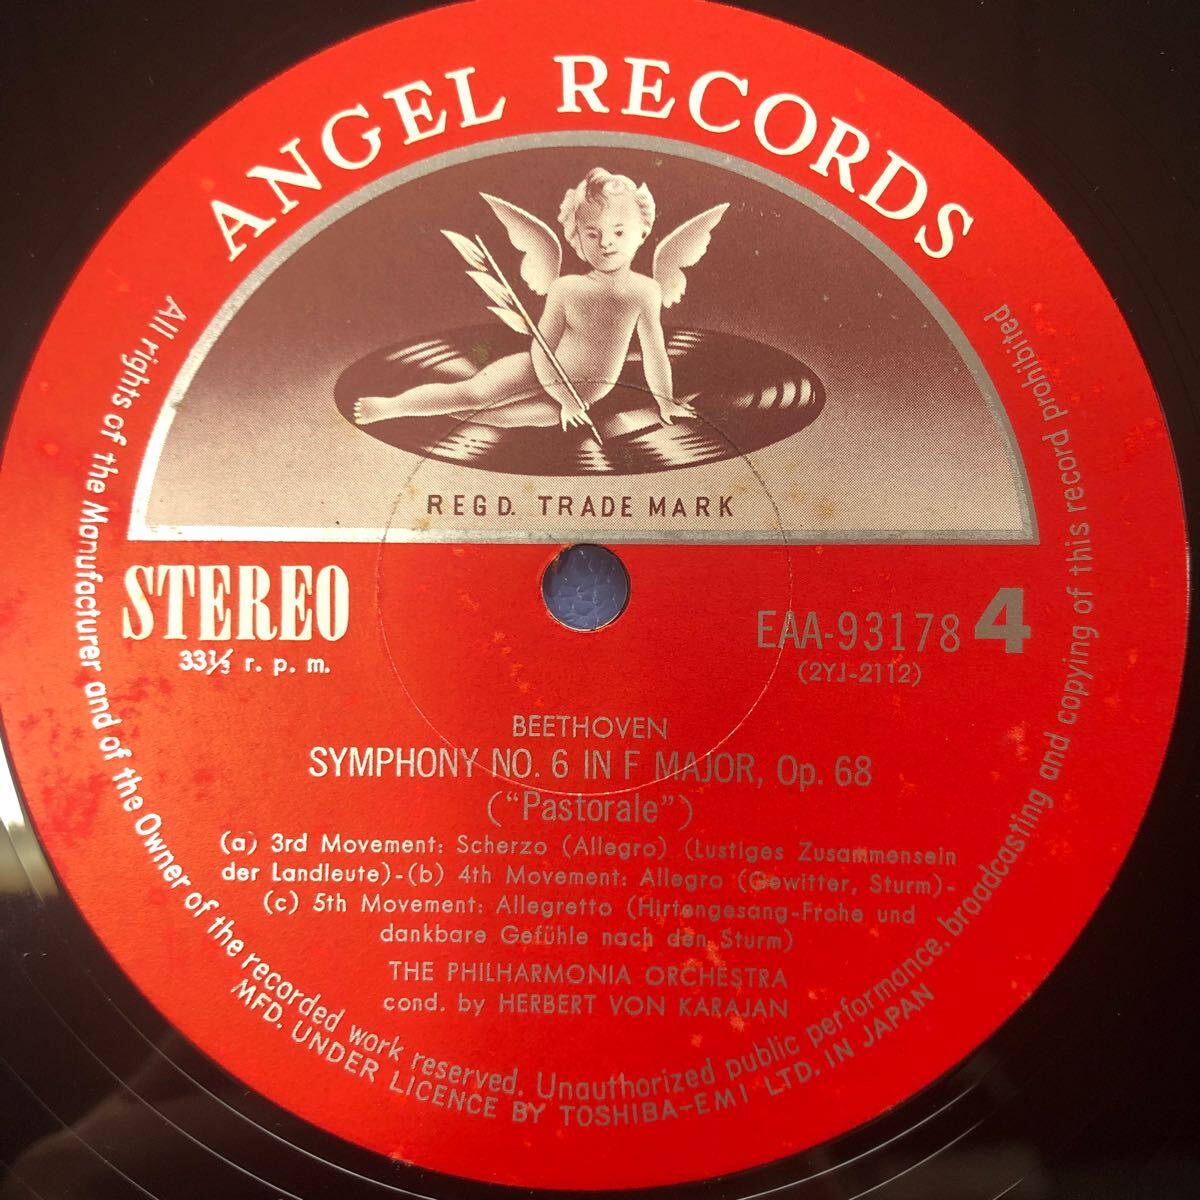 ANGEL RECORDS
REGD. TRADE MARK
STEREO
33⅓ r. p. m.
EAA-93178 4
(2YJ-2112)
BEETHOVEN
SYMPHONY NO. 6 IN F MAJOR, Op. 68
("Pastorale")
(a) 3rd Movement: Scherzo (Allegro) (Lustiges Zusammensein
der Landleute)-(b) 4th Movement: Allegro (Gewitter, Sturm)-
(c) 5th Movement: Allegretto (Hirtengesang-Frohe und
dankbare Gefühle nach den Sturm)
THE PHILHARMONIA ORCHESTRA
cond. by HERBERT VON KARAJAN
All rights of the Manufacturer and of the Owner of the recorded work reserved. Unauthorized public performance, broadcasting and copying of this record prohibited
MFD. UNDER LICENCE BY TOSHIBA-EMI LTD. IN JAPAN